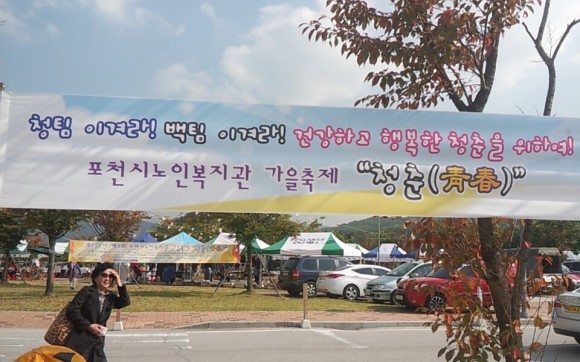 청팀 이겨라! 백팀 이겨라! 건강하고 행복한 청춘을 위하여!
포천시노인복지관 가을축제 "청춘(青春)"